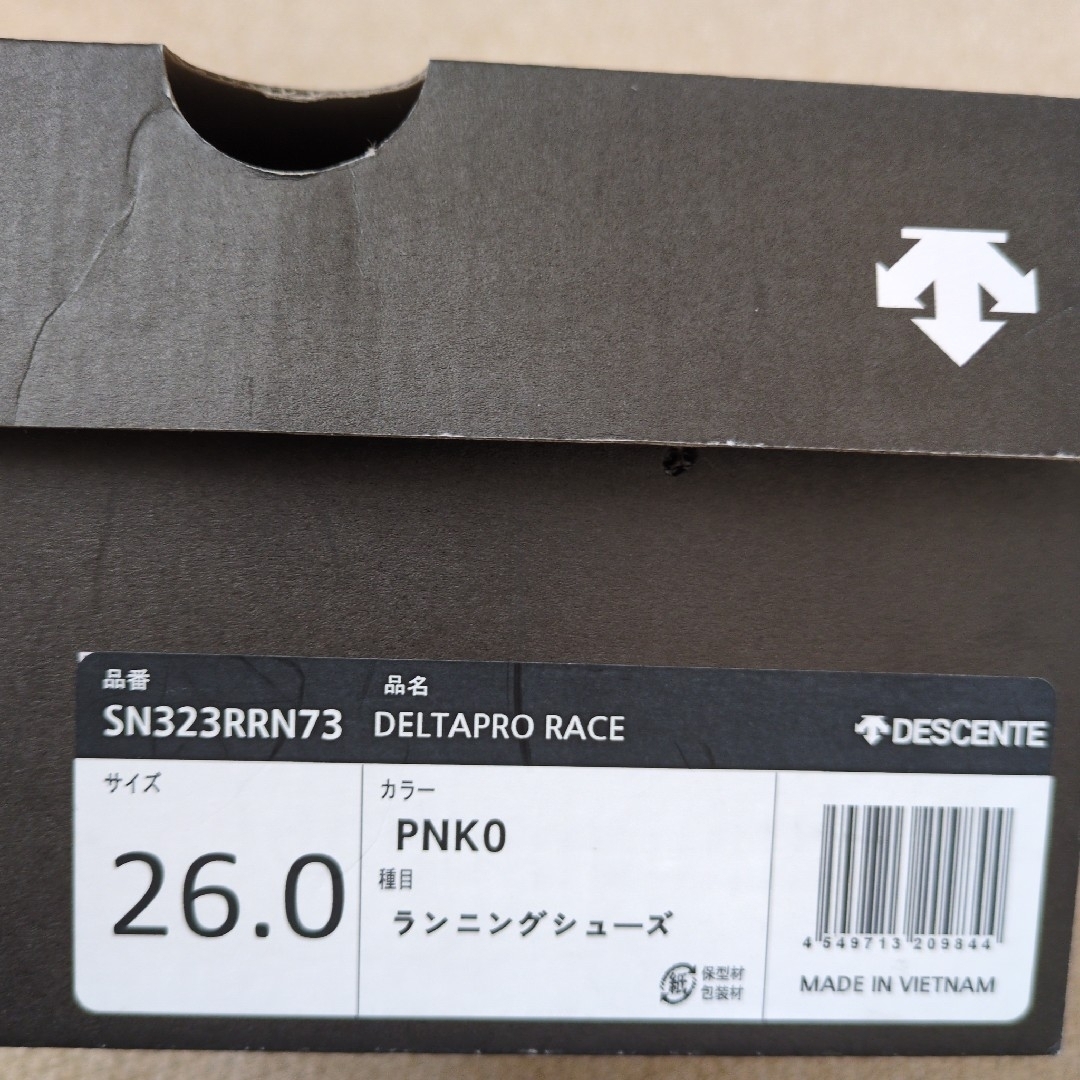 品番
SN323RRN73
品名
DELTAPRO RACE
DESCENTE
サイズ
26.0
カラー
PNK0
種目
ランニングシューズ
紙
保型材
包装材
4 549713 209844
MADE IN VIETNAM